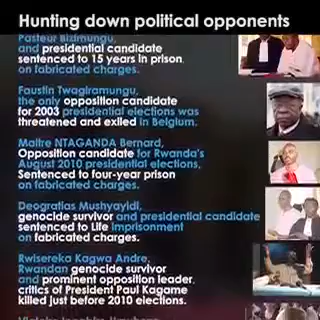 Hunting down political opponents
Pasteur Bizimungu,
and presidential candidate
sentenced to 15 years in prison,
on fabricated charges.
Faustin Twagiramungu,
the only opposition candidate
for 2003 presidential elections was
threatened and exiled in Belgium.
Maitre NTAGANDA Bernard,
Opposition candidate for Rwanda's
August 2010 presidential elections,
Sentenced to four-year prison
on fabricated charges.
Deogratias Mushyayidi,
genocide survivor and presidential candidate
sentenced to Life Imprisonment
on fabricated charges.
Rwisereka Kagwa Andre,
Rwandan genocide survivor
and prominent opposition leader,
critics of President Paul Kagame
killed just before 2010 elections.